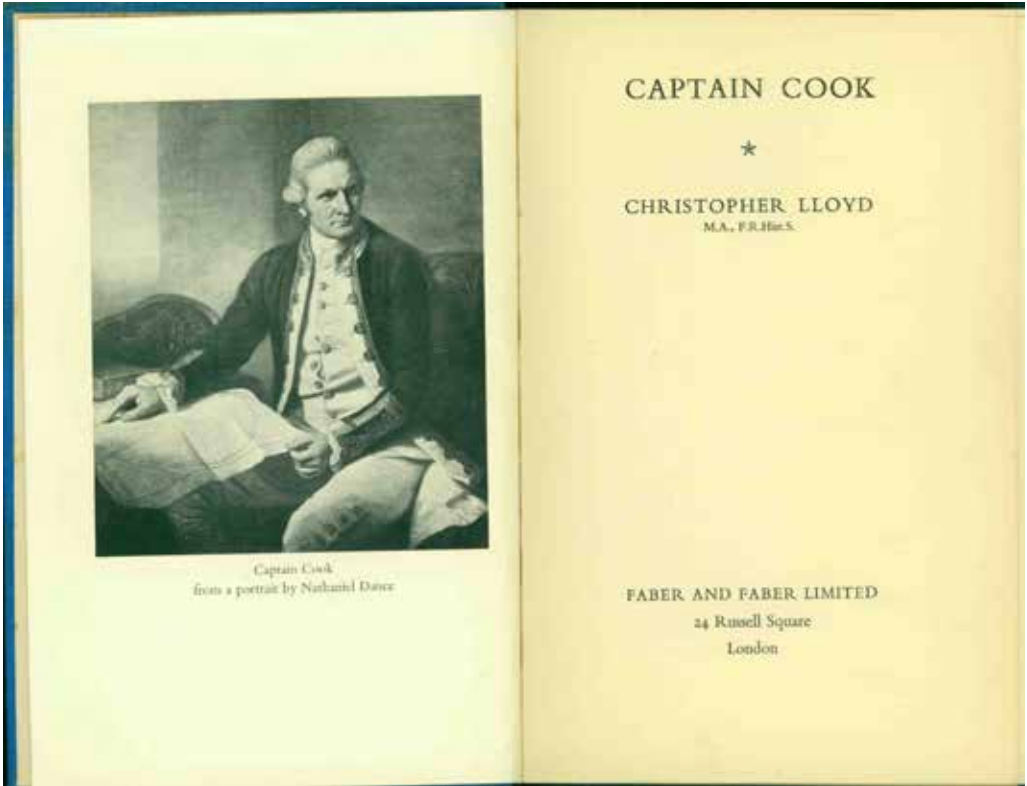 Captain Cook
from a portrait by Nathaniel Dance
CAPTAIN COOK
CHRISTOPHER LLOYD
M.A., F.R.Hist.S.
FABER AND FABER LIMITED
24 Russell Square
London